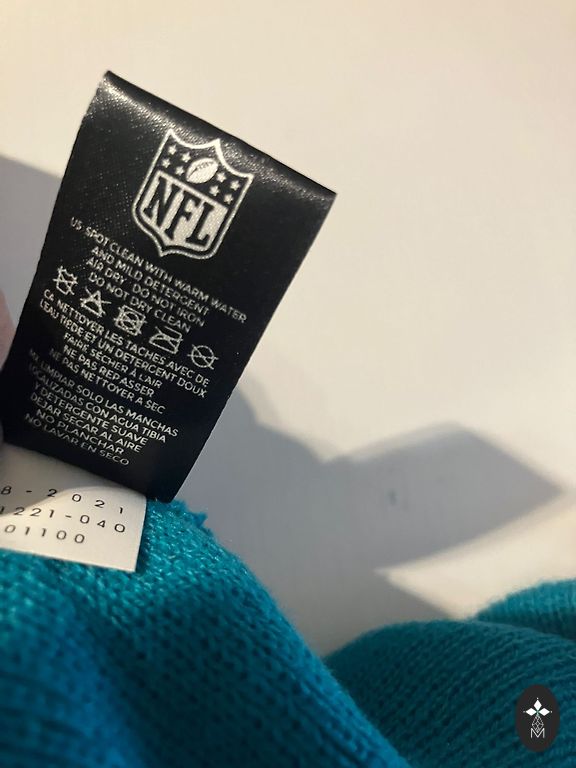 NFL
US SPOT CLEAN WITH WARM WATER
AND MILD DETERGENT
AIR DRY DO NOT IRON
DO NOT DRY CLEAN
CA NETTOYER LES TACHES AVEC DE
L'EAU TIEDE ET UN DETERGENT DOUX
FAIRE SÉCHER À L'AIR
NE PAS REPASSER
NE PAS NETTOYER A SEC
LIMPIAR SOLO LAS MANCHAS
LOCALIZADAS CON AGUA TIBIA
Y DETERGENTE SUAVE
DEJAR SECAR AL AIRE
NO PLANCHAR
NO LAVAR EN SECO
8-2021
1221-040
01100
M